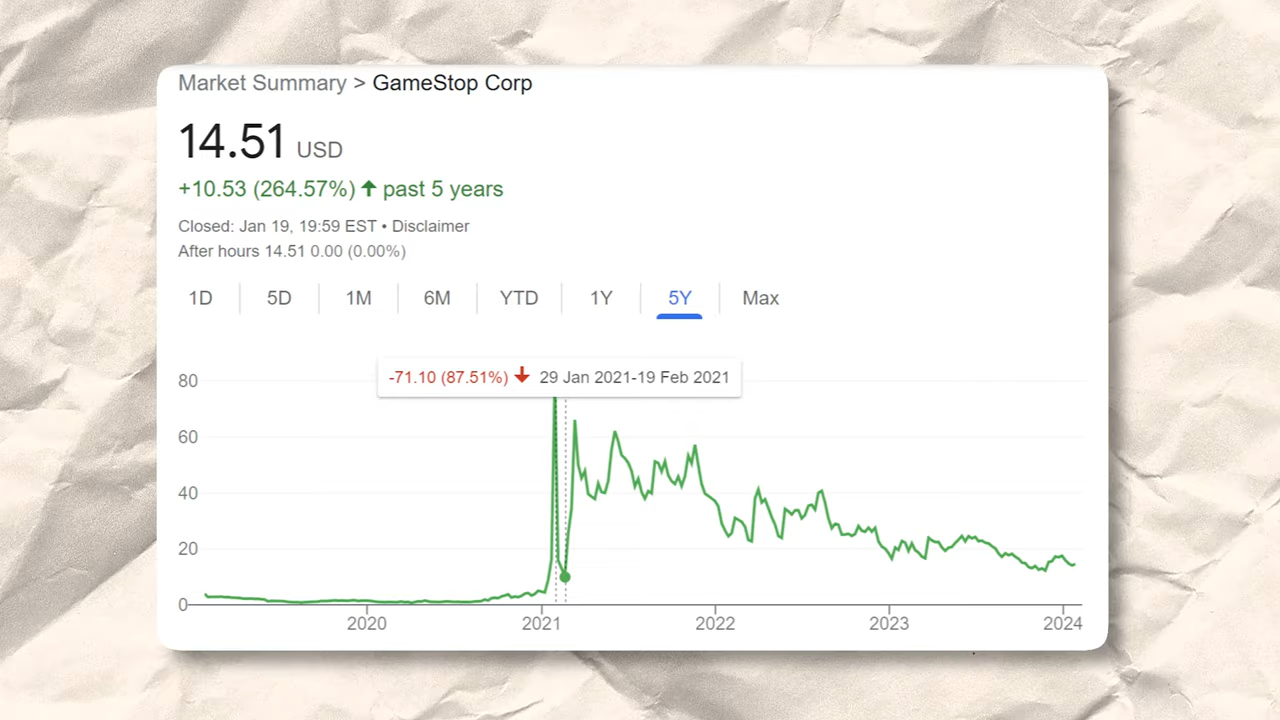 Market Summary > GameStop Corp
14.51 USD
+10.53 (264.57%) ↑ past 5 years
Closed: Jan 19, 19:59 EST • Disclaimer
After hours 14.51 0.00 (0.00%)
1D 5D 1M 6M YTD 1Y 5Y Max
-71.10 (87.51%) ↓ 29 Jan 2021-19 Feb 2021
80
60
40
20
0
2020 2021 2022 2023 2024